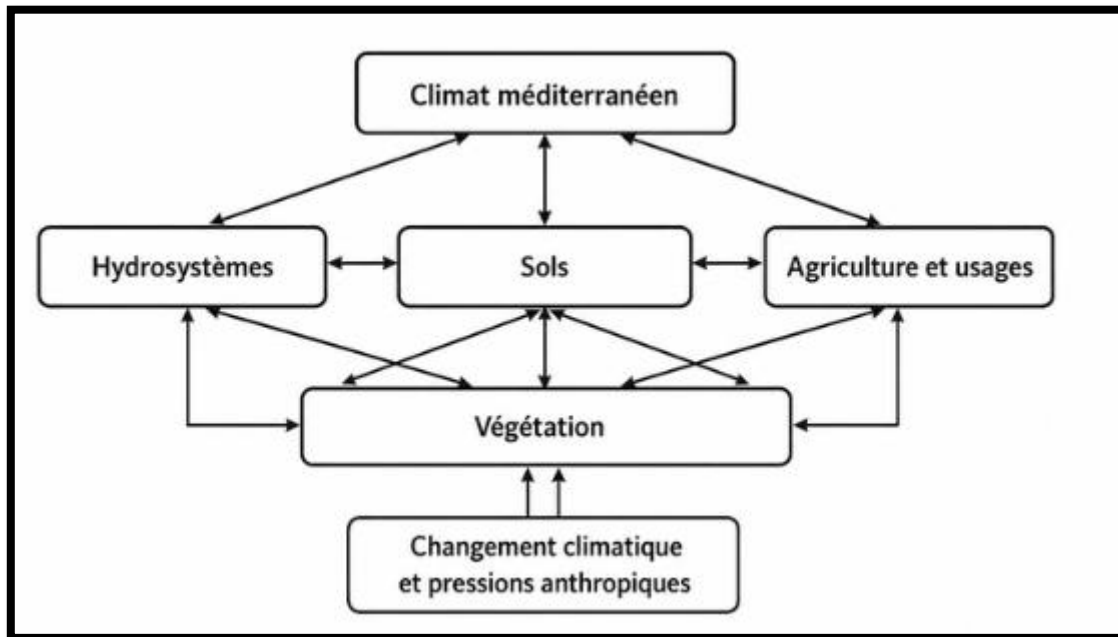 Climat méditerranéen
Hydrosystèmes
Sols
Agriculture et usages
Végétation
Changement climatique
et pressions anthropiques